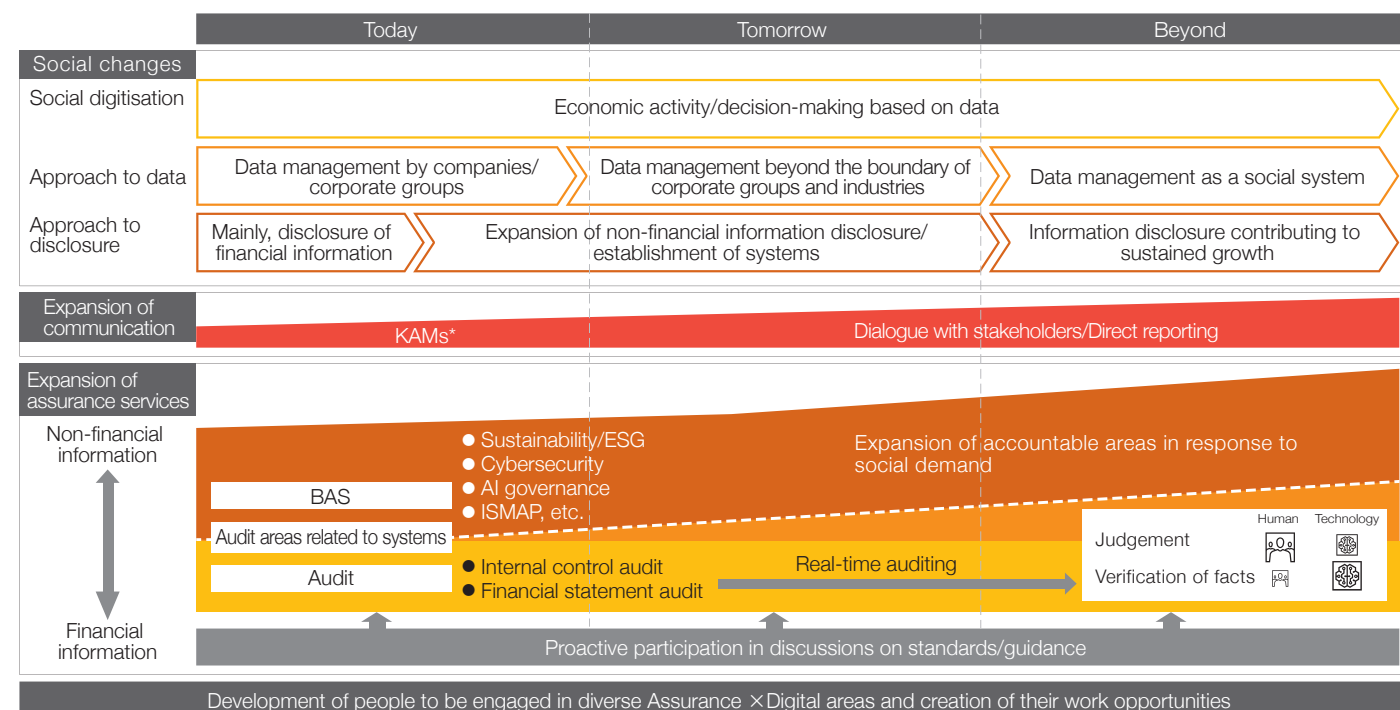 Today
Tomorrow
Beyond
Social changes
Social digitisation
Economic activity/decision-making based on data
Approach to data
Data management by companies/
corporate groups
Data management beyond the boundary of
corporate groups and industries
Data management as a social system
Approach to
disclosure
Mainly, disclosure of
financial information
Expansion of non-financial information disclosure/
establishment of systems
Information disclosure contributing to
sustained growth
Expansion of
communication
KAMs*
Dialogue with stakeholders/Direct reporting
Expansion of
assurance services
Non-financial
information
Financial
information
BAS
Audit areas related to systems
Audit
● Sustainability/ESG
● Cybersecurity
● AI governance
● ISMAP, etc.
● Internal control audit
● Financial statement audit
Expansion of accountable areas in response to
social demand
Real-time auditing
Human
Technology
Judgement
Verification of facts
Proactive participation in discussions on standards/guidance
Development of people to be engaged in diverse Assurance ×Digital areas and creation of their work opportunities